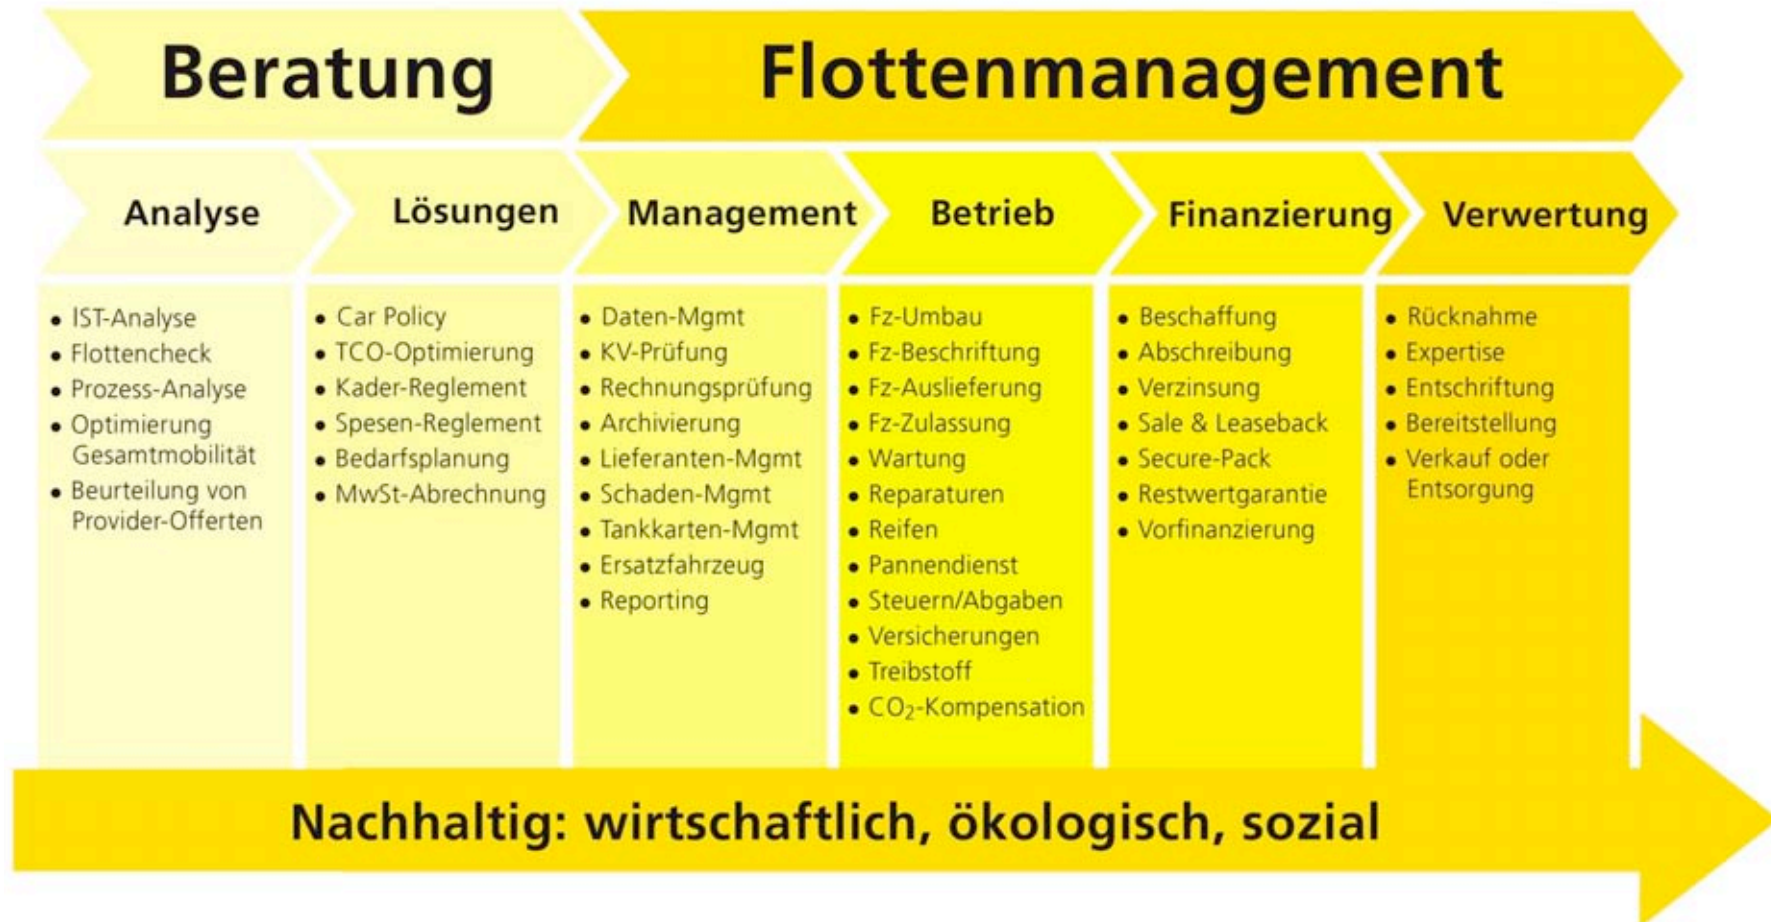 Beratung
Flottenmanagement
Analyse
Lösungen
Management
Betrieb
Finanzierung
Verwertung
• IST-Analyse
• Flottencheck
• Prozess-Analyse
• Optimierung
Gesamtmobilität
• Beurteilung von
Provider-Offerten
• Car Policy
• TCO-Optimierung
• Kader-Reglement
• Spesen-Reglement
• Bedarfsplanung
• MwSt-Abrechnung
• Daten-Mgmt
• KV-Prüfung
• Rechnungsprüfung
• Archivierung
• Lieferanten-Mgmt
• Schaden-Mgmt
• Tankkarten-Mgmt
• Ersatzfahrzeug
• Reporting
• Fz-Umbau
• Fz-Beschriftung
• Fz-Auslieferung
• Fz-Zulassung
• Wartung
• Reparaturen
• Reifen
• Pannendienst
• Steuern/Abgaben
• Versicherungen
• Treibstoff
• CO₂-Kompensation
• Beschaffung
• Abschreibung
• Verzinsung
• Sale & Leaseback
• Secure-Pack
• Restwertgarantie
• Vorfinanzierung
• Rücknahme
• Expertise
• Entschriftung
• Bereitstellung
• Verkauf oder
Entsorgung
Nachhaltig: wirtschaftlich, ökologisch, sozial